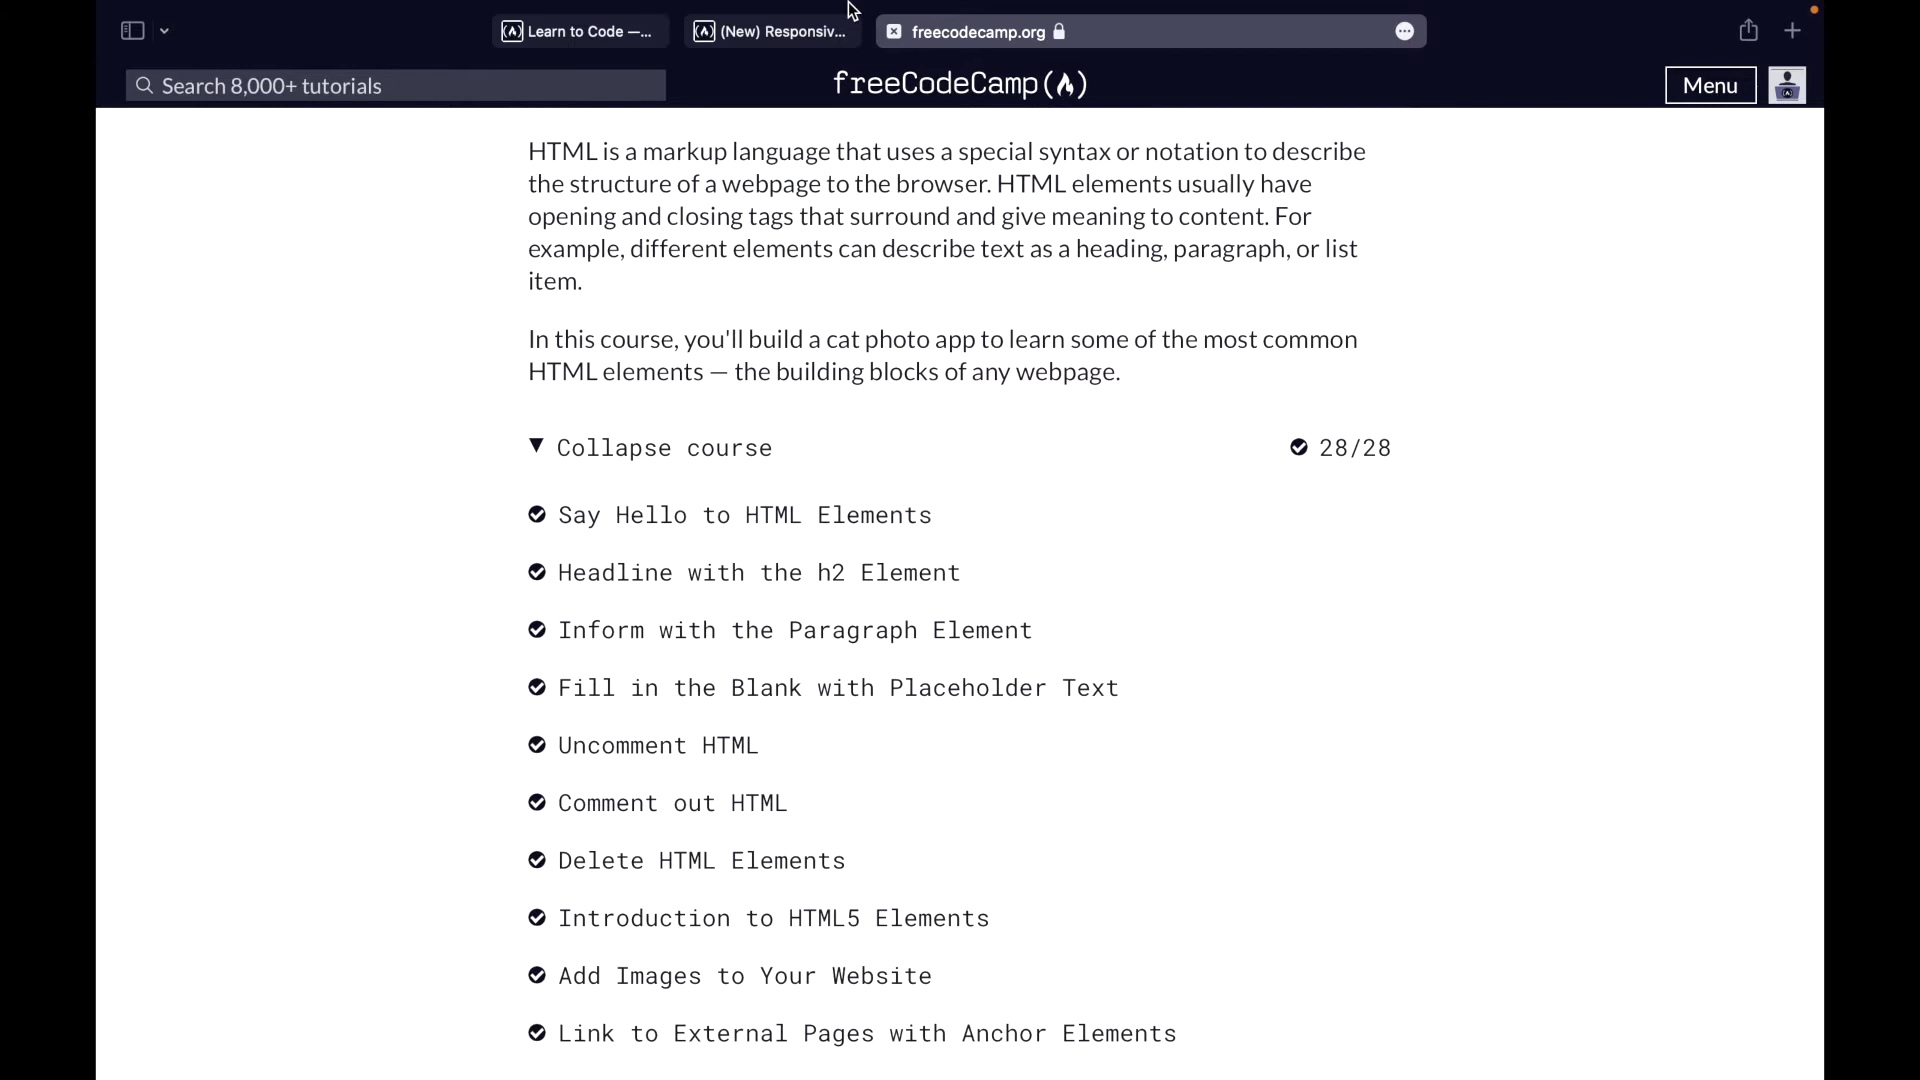 Learn to Code —...
(New) Responsiv...
freecodecamp.org
Search 8,000+ tutorials
freeCodeCamp
Menu
HTML is a markup language that uses a special syntax or notation to describe
the structure of a webpage to the browser. HTML elements usually have
opening and closing tags that surround and give meaning to content. For
example, different elements can describe text as a heading, paragraph, or list
item.
In this course, you'll build a cat photo app to learn some of the most common
HTML elements — the building blocks of any webpage.
Collapse course
28/28
Say Hello to HTML Elements
Headline with the h2 Element
Inform with the Paragraph Element
Fill in the Blank with Placeholder Text
Uncomment HTML
Comment out HTML
Delete HTML Elements
Introduction to HTML5 Elements
Add Images to Your Website
Link to External Pages with Anchor Elements